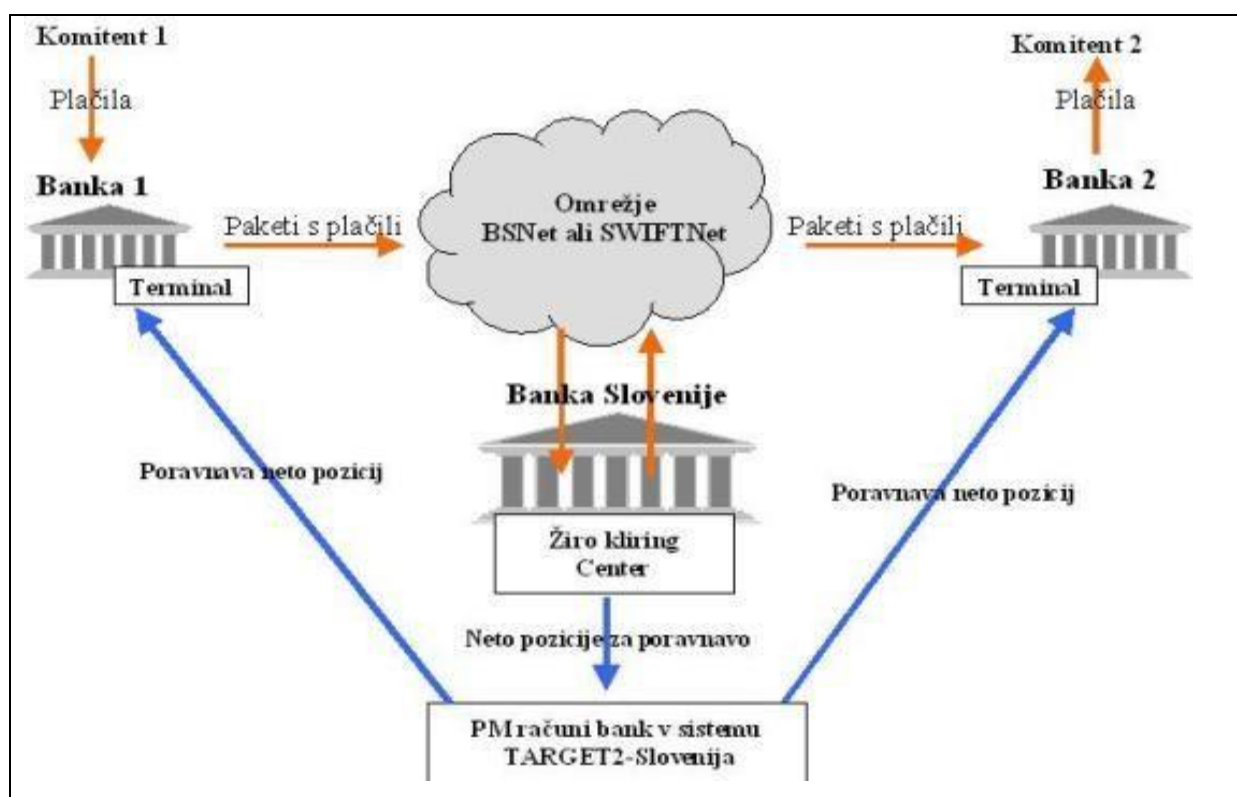 Komitent 1
Komitent 2
Plačila
Plačila
Banka 1
Banka 2
Omrežje
BSNet ali SWIFTNet
Paketi s plačili
Paketi s plačili
Terminal
Terminal
Banka Slovenije
Poravnava neto pozicij
Poravnava neto pozicij
Žiro kliring
Center
Neto pozicije za poravnavo
PM računi bank v sistemu
TARGET2-Slovenija